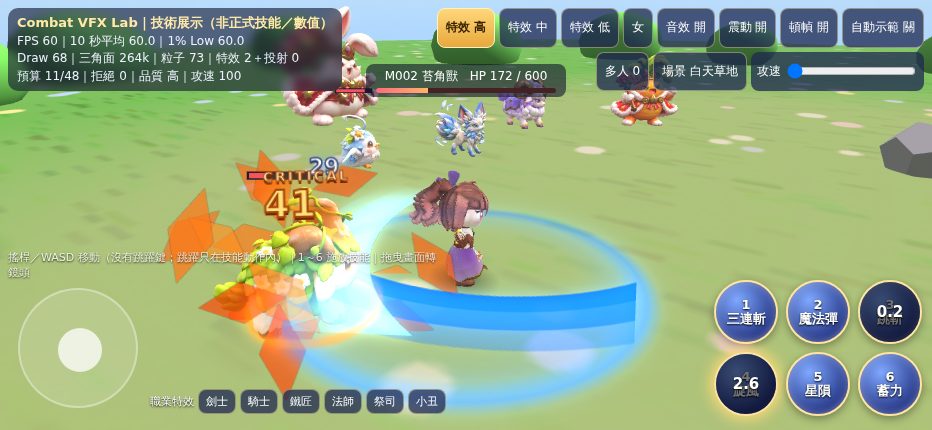 Combat VFX Lab｜技術展示（非正式技能／數值）
FPS 60｜10 秒平均 60.0｜1% Low 60.0
Draw 68｜三角面 264k｜粒子 73｜特效 2＋投射 0
預算 11/48｜拒絕 0｜品質 高｜攻速 100
特效 高
特效 中
特效 低
女
音效 開
震動 開
頓幀 開
自動示範 關
多人 0
場景 白天草地
攻速
M002 苔角獸 HP 172 / 600
29
CRITICAL
41
搖桿／WASD 移動（沒有跳躍鍵；跳躍只在技能動作內）｜1～6 施放技能｜拖曳畫面轉
鏡頭
1
三連斬
2
魔法彈
3
0.2
跳斬
4
2.6
旋風
5
星隕
6
蓄力
職業特效
劍士
騎士
鐵匠
法師
祭司
小丑